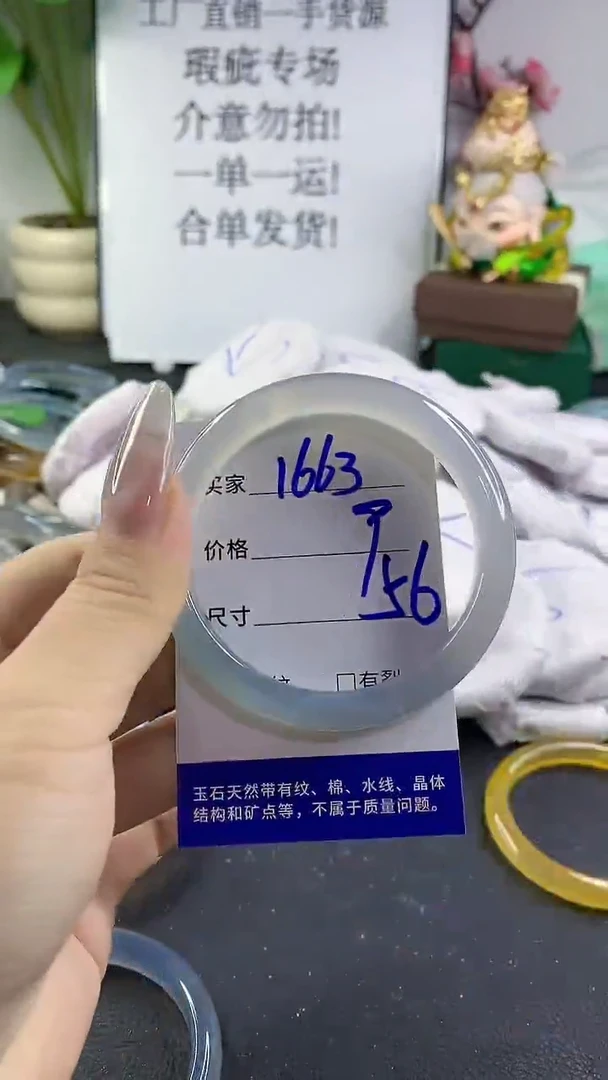 工厂直销一手货源
瑕疵专场
介意勿拍!
一单一运!
合单发货!
买家 1663
价格
尺寸 56
纹 □有裂
玉石天然带有纹、棉、水线、晶体
结构和矿点等，不属于质量问题。